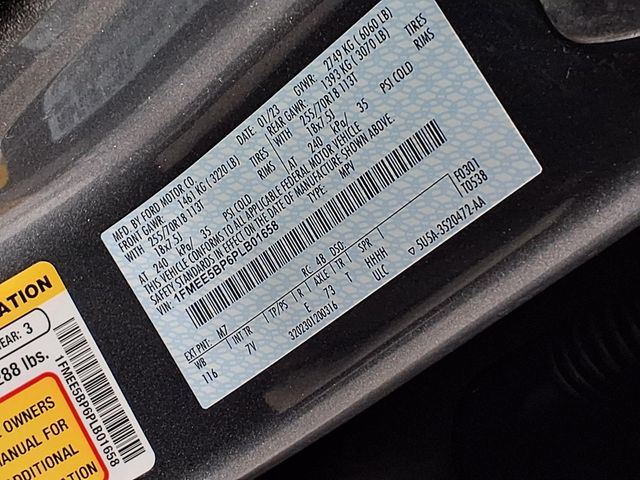 MFD. BY FORD MOTOR CO.
DATE: 01/23
GVWR: 2749 KG ( 6060 LB)
FRONT GAWR: 1461 KG ( 3220 LB)
REAR GAWR: 1393 KG ( 3070 LB)
WITH 255/70R18 113T TIRES
WITH 255/70R18 113T TIRES
18x7.5J RIMS
18x7.5J RIMS
AT 240 kPa/ 35 PSI COLD
AT 240 kPa/ 35 PSI COLD
THIS VEHICLE CONFORMS TO ALL APPLICABLE FEDERAL MOTOR VEHICLE
SAFETY STANDARDS IN EFFECT ON THE DATE OF MANUFACTURE SHOWN ABOVE.
VIN: 1FMEE5BP6PLB01658
TYPE: MPV
F0301
T0538
EXT PNT: M7 RC: 48 DSO:
WB INT TR TP/PS R AXLE TR SPR
116 7V E 73 T HHHH
3202301200316 ULC
5U5A-3520472-AA
ATION
EAR: 3
288 lbs.
1FMEE5BP6PLB01658
OWNERS
MANUAL FOR
ADDITIONAL